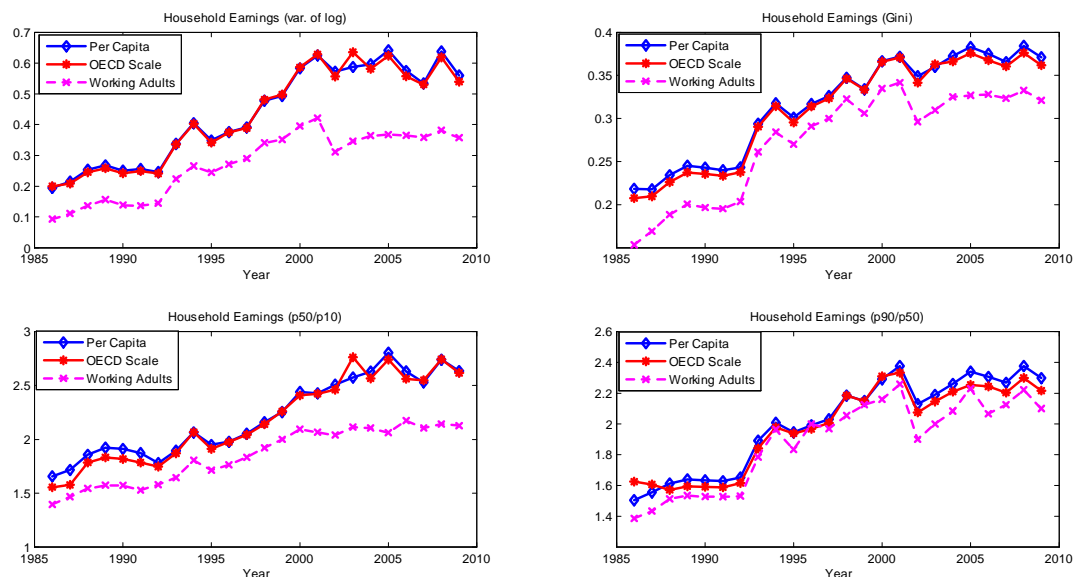 Household Earnings (var. of log)
0.7
0.6
0.5
0.4
0.3
0.2
0.1
0
Per Capita
OECD Scale
Working Adults
1985 1990 1995 2000 2005 2010
Year
Household Earnings (Gini)
0.4
0.35
0.3
0.25
0.2
Per Capita
OECD Scale
Working Adults
1985 1990 1995 2000 2005 2010
Year
Household Earnings (p50/p10)
3
2.5
2
1.5
1
Per Capita
OECD Scale
Working Adults
1985 1990 1995 2000 2005 2010
Year
Household Earnings (p90/p50)
2.6
2.4
2.2
2
1.8
1.6
1.4
Per Capita
OECD Scale
Working Adults
1985 1990 1995 2000 2005 2010
Year